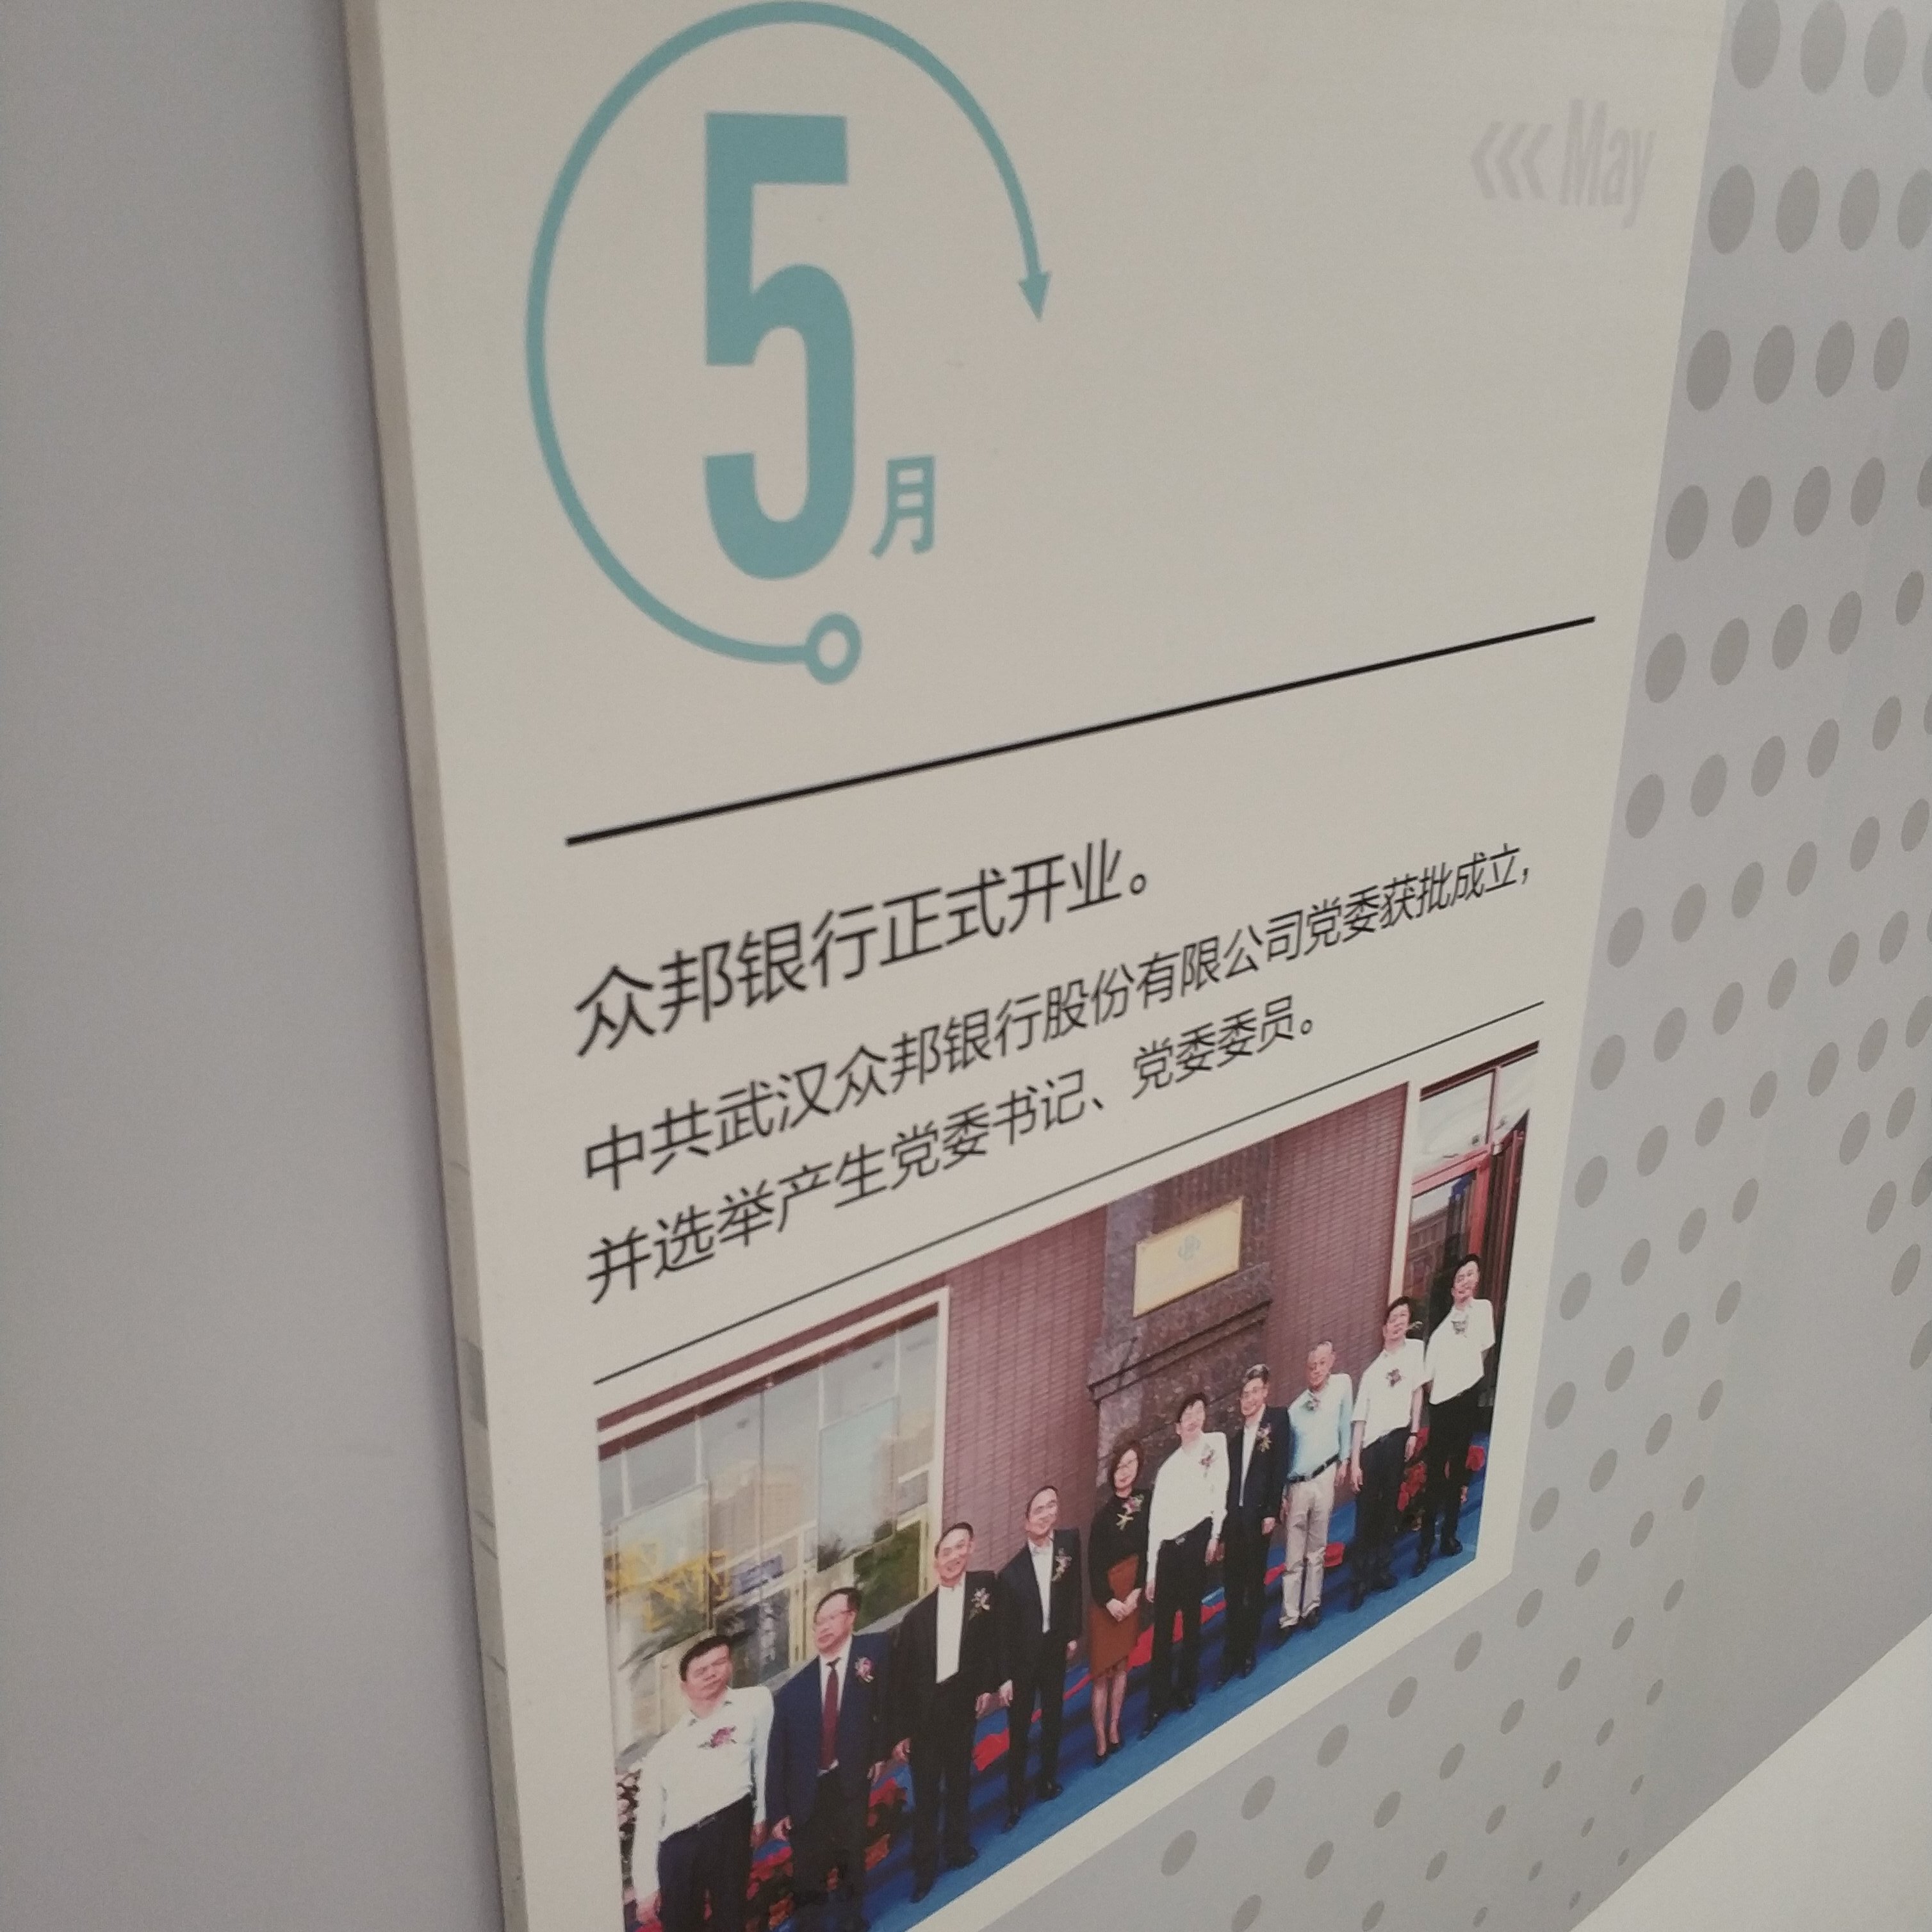 5月
<<< May
众邦银行正式开业。
中共武汉众邦银行股份有限公司党委获批成立，
并选举产生党委书记、党委委员。